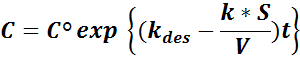 C = C° exp {(k_des − k * S / V)t}